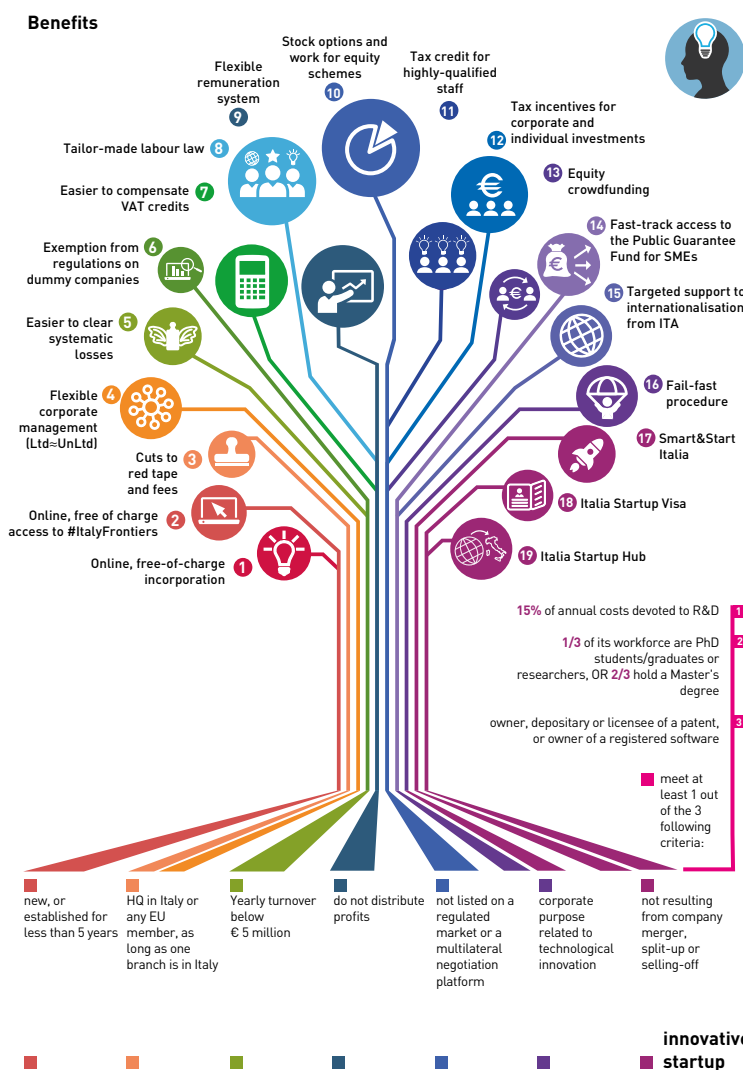 Benefits
Stock options and
work for equity
schemes
10
Flexible
remuneration
system
9
Tax credit for
highly-qualified
staff
11
Tax incentives for
corporate and
12 individual investments
Tailor-made labour law 8
13 Equity
crowdfunding
Easier to compensate 7
VAT credits
14 Fast-track access to
the Public Guarantee
Fund for SMEs
Exemption from 6
regulations on
dummy companies
15 Targeted support to
internationalisation
from ITA
Easier to clear 5
systematic
losses
16 Fail-fast
procedure
Flexible 4
corporate
management
(Ltd≈UnLtd)
17 Smart&Start
Italia
Cuts to 3
red tape
and fees
18 Italia Startup Visa
Online, free of charge 2
access to #ItalyFrontiers
19 Italia Startup Hub
Online, free-of-charge 1
incorporation
15% of annual costs devoted to R&D 1
1/3 of its workforce are PhD 2
students/graduates or
researchers, OR 2/3 hold a Master's
degree
owner, depositary or licensee of a patent, 3
or owner of a registered software
meet at
least 1 out
of the 3
following
criteria:
new, or
established for
less than 5 years
HQ in Italy or
any EU
member, as
long as one
branch is in Italy
Yearly turnover
below
€ 5 million
do not distribute
profits
not listed on a
regulated
market or a
multilateral
negotiation
platform
corporate
purpose
related to
technological
innovation
not resulting
from company
merger,
split-up or
selling-off
innovative
startup